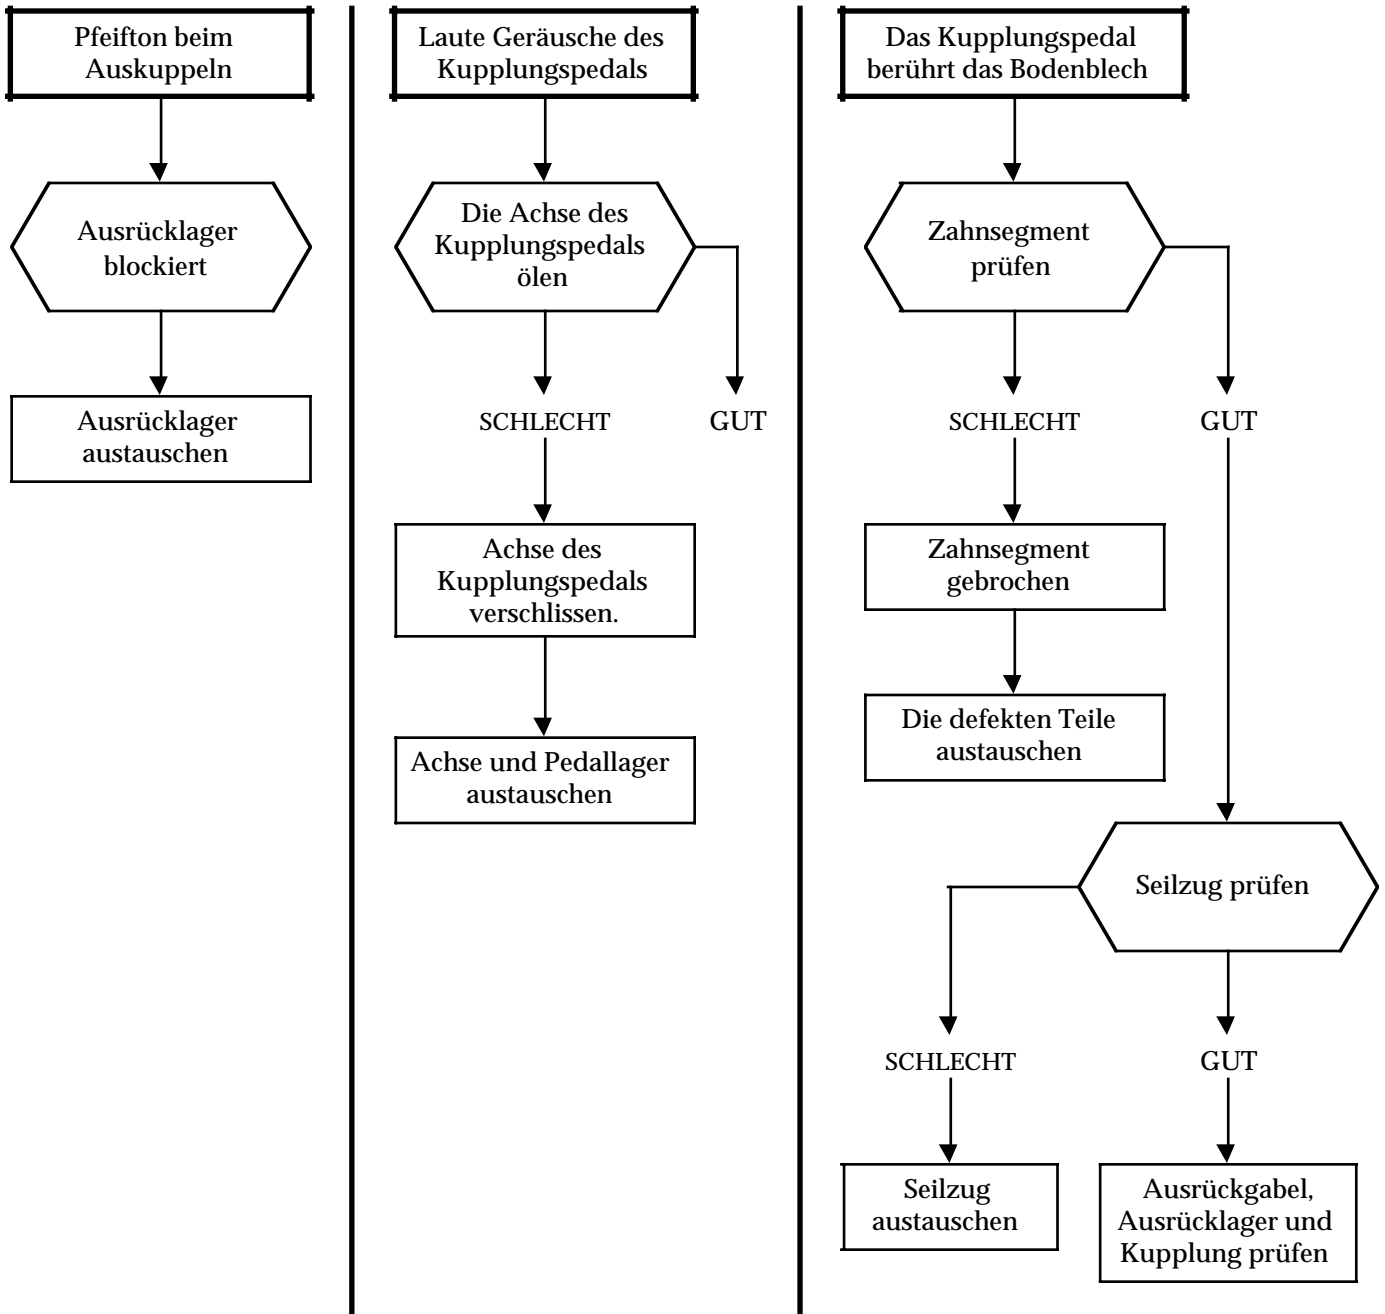 Pfeifton beim
Auskuppeln
Ausrücklager
blockiert
Ausrücklager
austauschen
Laute Geräusche des
Kupplungspedals
Die Achse des
Kupplungspedals
ölen
SCHLECHT
GUT
Achse des
Kupplungspedals
verschlissen.
Achse und Pedallager
austauschen
Das Kupplungspedal
berührt das Bodenblech
Zahnsegment
prüfen
SCHLECHT
GUT
Zahnsegment
gebrochen
Die defekten Teile
austauschen
Seilzug prüfen
SCHLECHT
GUT
Seilzug
austauschen
Ausrückgabel,
Ausrücklager und
Kupplung prüfen